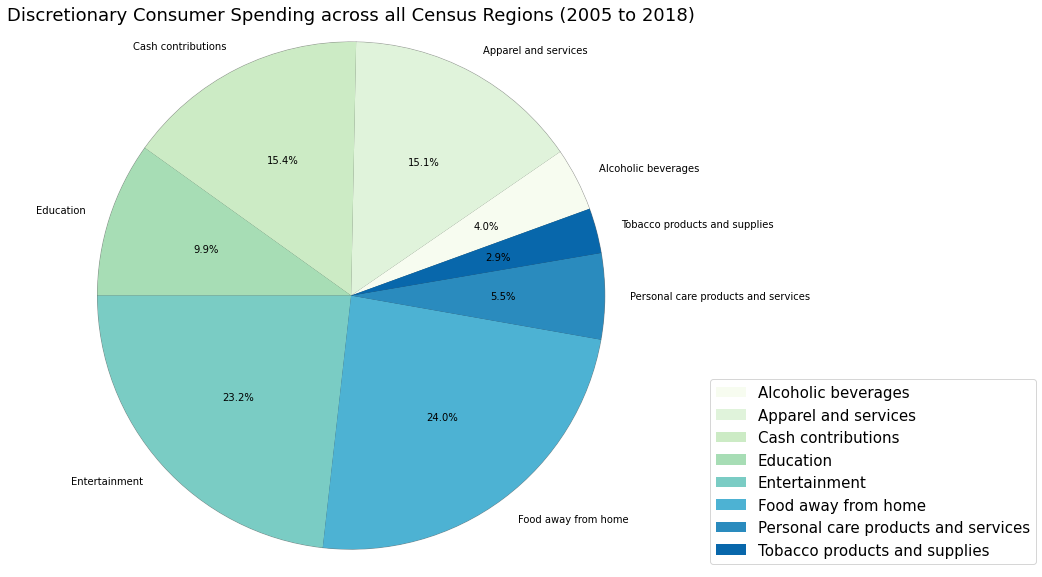 Discretionary Consumer Spending across all Census Regions (2005 to 2018)
Cash contributions
Apparel and services
15.4%
15.1%
Alcoholic beverages
Education
4.0%
Tobacco products and supplies
9.9%
2.9%
5.5%
Personal care products and services
23.2%
24.0%
Entertainment
Food away from home
Alcoholic beverages
Apparel and services
Cash contributions
Education
Entertainment
Food away from home
Personal care products and services
Tobacco products and supplies